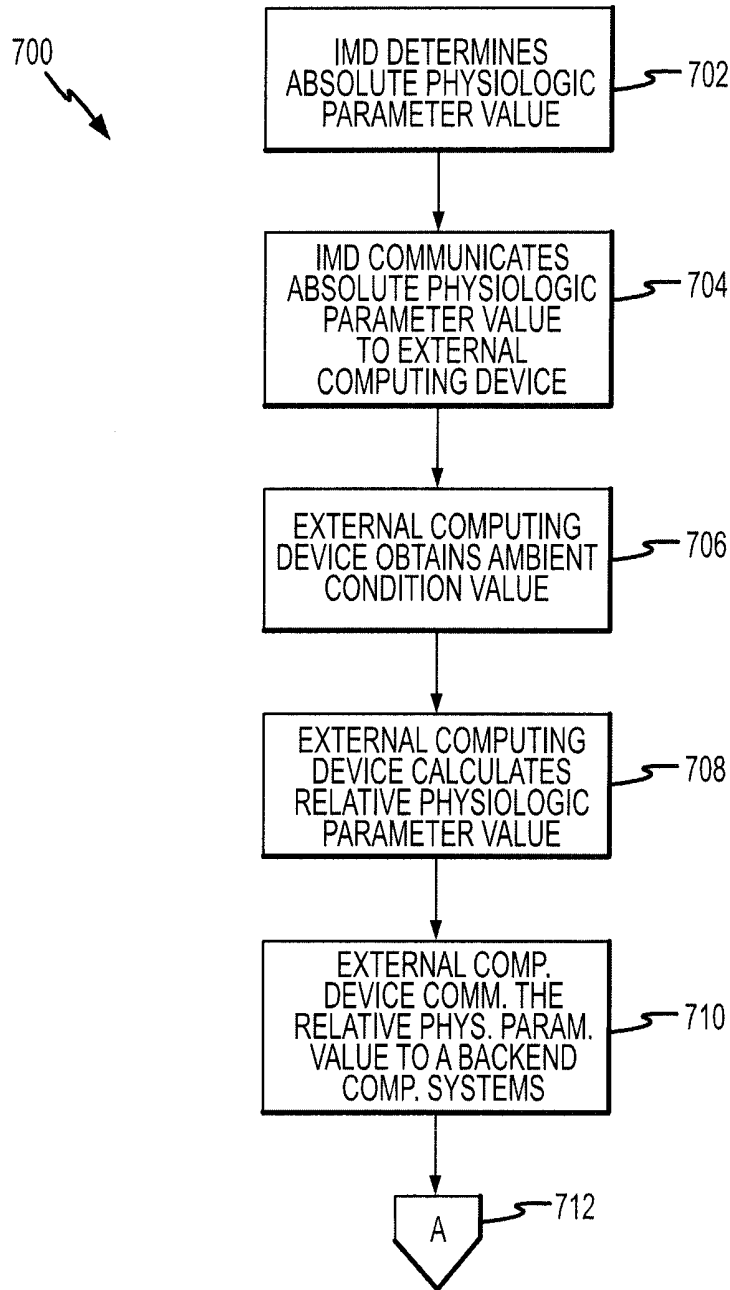 700
IMD DETERMINES
ABSOLUTE PHYSIOLOGIC
PARAMETER VALUE
702
IMD COMMUNICATES
ABSOLUTE PHYSIOLOGIC
PARAMETER VALUE
TO EXTERNAL
COMPUTING DEVICE
704
EXTERNAL COMPUTING
DEVICE OBTAINS AMBIENT
CONDITION VALUE
706
EXTERNAL COMPUTING
DEVICE CALCULATES
RELATIVE PHYSIOLOGIC
PARAMETER VALUE
708
EXTERNAL COMP.
DEVICE COMM. THE
RELATIVE PHYS. PARAM.
VALUE TO A BACKEND
COMP. SYSTEMS
710
A
712